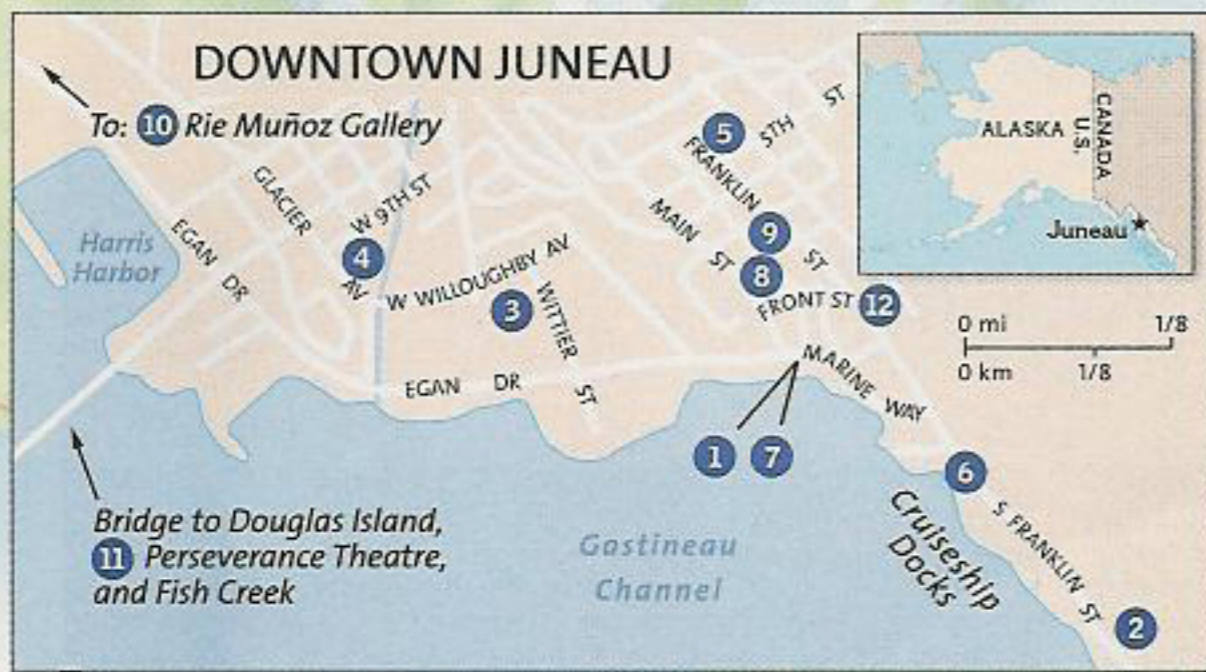 DOWNTOWN JUNEAU
To: 10 Rie Muñoz Gallery
Harris
Harbor
EGAN DR
GLACIER AV
W 9TH ST
4
W WILLOUGHBY AV
3
WITTIER ST
EGAN DR
5
5TH ST
FRANKLIN ST
MAIN ST
9
8
FRONT ST 12
MARINE WAY
1 7
6
S FRANKLIN ST
2
Cruiseship
Docks
Gastineau
Channel
Bridge to Douglas Island,
11 Perseverance Theatre,
and Fish Creek
ALASKA
U.S.
CANADA
Juneau
0 mi 1/8
0 km 1/8